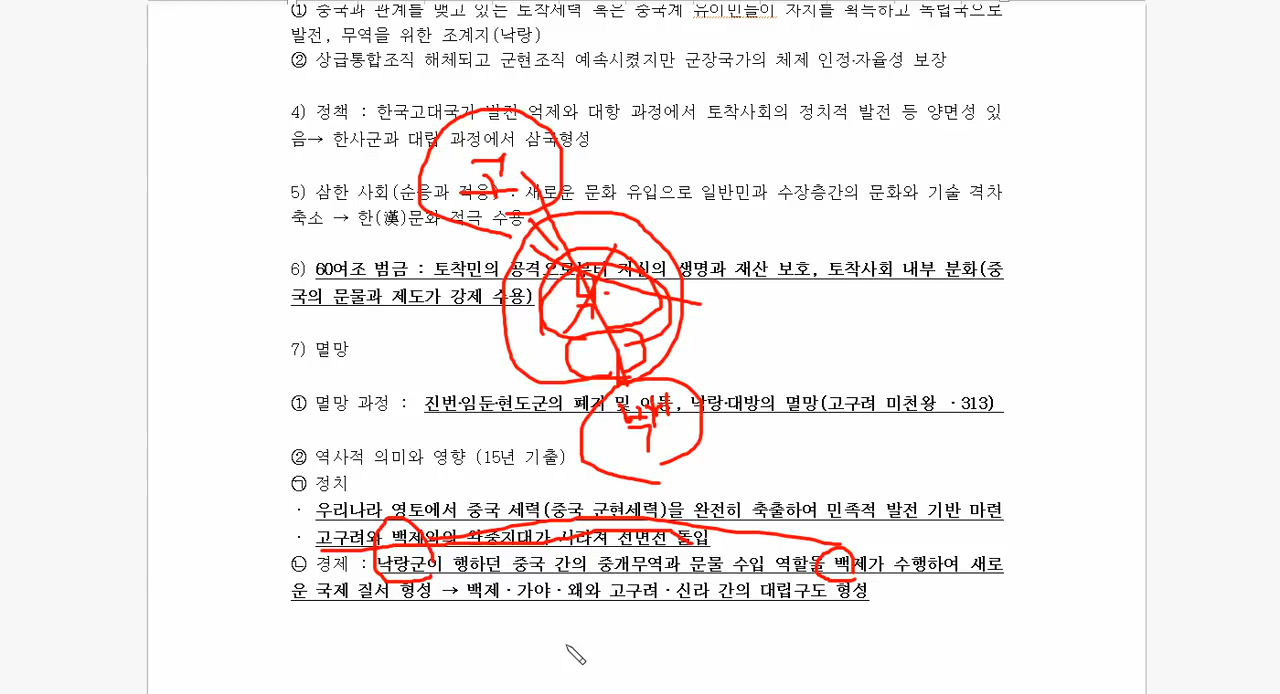 ① 중국과 관계를 맺고 있는 토착세력 혹은 중국계 유이민들이 자치를 획득하고 독립국으로
발전, 무역을 위한 조계지(낙랑)
② 상급통합조직 해체되고 군현조직 예속시켰지만 군장국가의 체제 인정·자율성 보장
4) 정책 : 한국고대국가 발전 억제와 대항 과정에서 토착사회의 정치적 발전 등 양면성 있
음→ 한사군과 대립 과정에서 삼국형성
고
5) 삼한 사회(순응과 적응) : 새로운 문화 유입으로 일반민과 수장층간의 문화와 기술 격차
축소 → 한(漢)문화 적극 수용
6) 60여조 범금 : 토착민의 공격으로부터 자신의 생명과 재산 보호, 토착사회 내부 분화(중
국의 문물과 제도가 강제 수용)
7) 멸망
① 멸망 과정 : 진번·임둔·현도군의 폐지 및 이동, 낙랑·대방의 멸망(고구려 미천왕 ·313)
② 역사적 의미와 영향 (15년 기출)
㉠ 정치
· 우리나라 영토에서 중국 세력(중국 군현세력)을 완전히 축출하여 민족적 발전 기반 마련
· 고구려와 백제와의 완충지대가 사라져 전면전 돌입
㉡ 경제 : 낙랑군이 행하던 중국 간의 중개무역과 문물 수입 역할을 백제가 수행하여 새로
운 국제 질서 형성 → 백제·가야·왜와 고구려·신라 간의 대립구도 형성